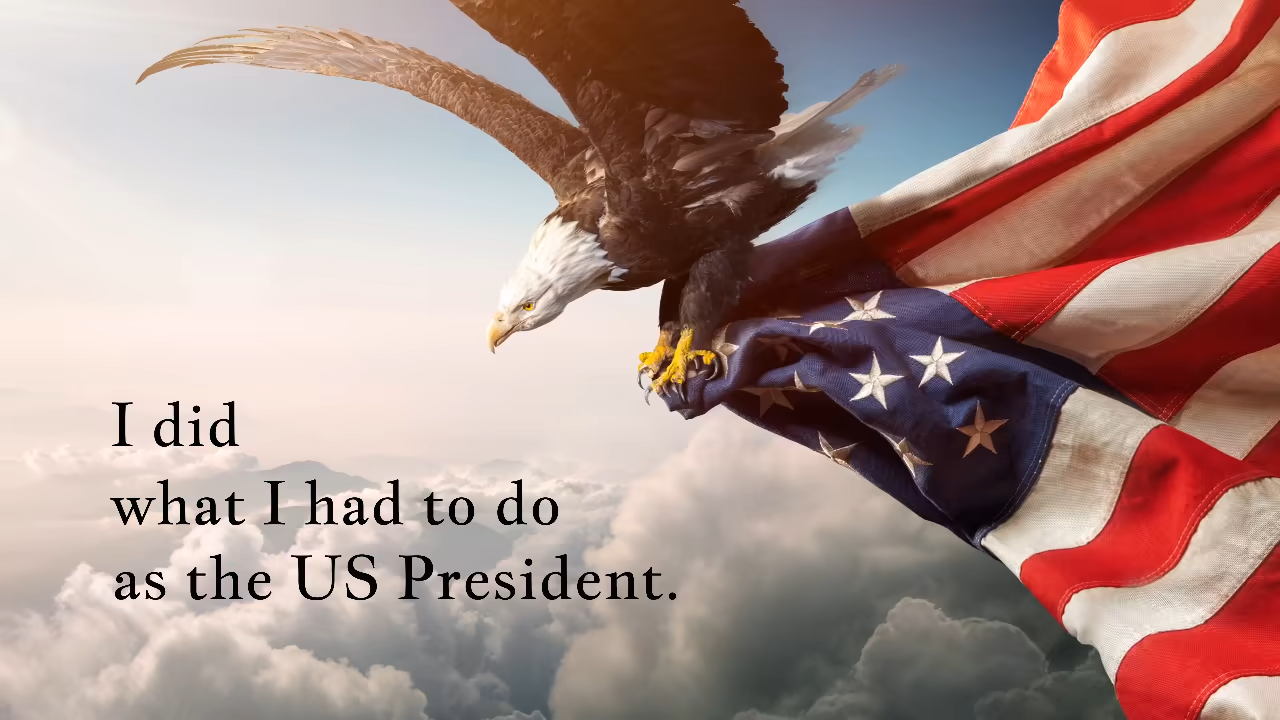 I did
what I had to do
as the US President.